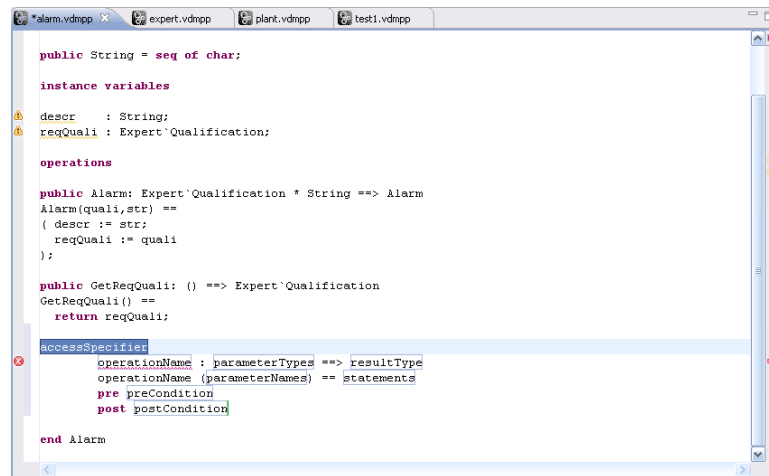 *alarm.vdmpp expert.vdmpp plant.vdmpp test1.vdmpp
public String = seq of char;
instance variables
descr : String;
reqQuali : Expert`Qualification;
operations
public Alarm: Expert`Qualification * String ==> Alarm
Alarm(quali,str) ==
( descr := str;
reqQuali := quali
);
public GetReqQuali: () ==> Expert`Qualification
GetReqQuali() ==
return reqQuali;
accessSpecifier
operationName : parameterTypes ==> resultType
operationName (parameterNames) == statements
pre preCondition
post postCondition
end Alarm